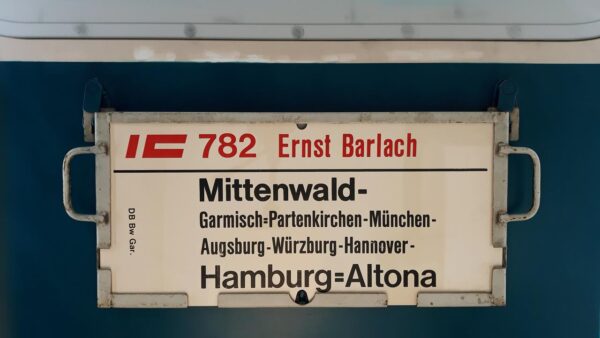 IC 782 Ernst Barlach
Mittenwald-
Garmisch=Partenkirchen-München-
Augsburg-Würzburg-Hannover-
Hamburg=Altona
DB Bw Gar.